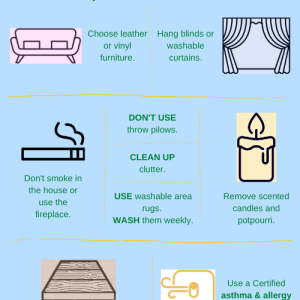 Choose leather
or vinyl
furniture.
Hang blinds or
washable
curtains.
Don't smoke in
the house or
use the
fireplace.
DON'T USE
throw pilows.
CLEAN UP
clutter.
USE washable area
rugs.
WASH them weekly.
Remove scented
candles and
potpourri.
Use a Certified
asthma & allergy